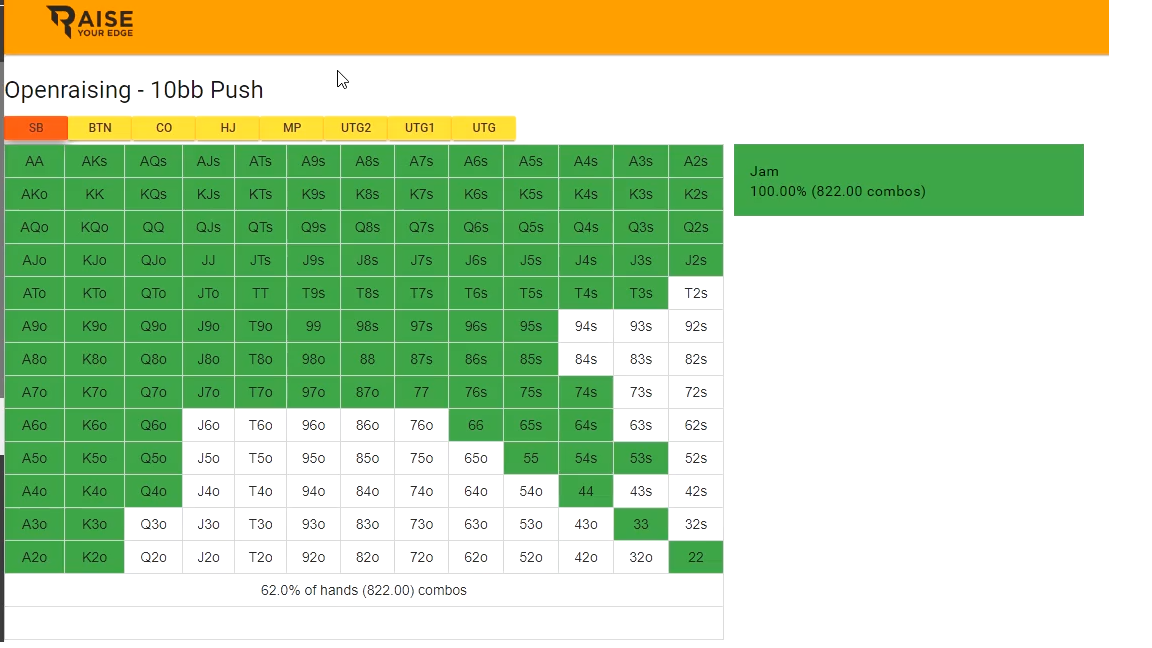 RAISE
YOUR EDGE
Openraising - 10bb Push
SB BTN CO HJ MP UTG2 UTG1 UTG
AA AKs AQs AJs ATs A9s A8s A7s A6s A5s A4s A3s A2s
AKo KK KQs KJs KTs K9s K8s K7s K6s K5s K4s K3s K2s
AQo KQo QQ QJs QTs Q9s Q8s Q7s Q6s Q5s Q4s Q3s Q2s
AJo KJo QJo JJ JTs J9s J8s J7s J6s J5s J4s J3s J2s
ATo KTo QTo JTo TT T9s T8s T7s T6s T5s T4s T3s T2s
A9o K9o Q9o J9o T9o 99 98s 97s 96s 95s 94s 93s 92s
A8o K8o Q8o J8o T8o 98o 88 87s 86s 85s 84s 83s 82s
A7o K7o Q7o J7o T7o 97o 87o 77 76s 75s 74s 73s 72s
A6o K6o Q6o J6o T6o 96o 86o 76o 66 65s 64s 63s 62s
A5o K5o Q5o J5o T5o 95o 85o 75o 65o 55 54s 53s 52s
A4o K4o Q4o J4o T4o 94o 84o 74o 64o 54o 44 43s 42s
A3o K3o Q3o J3o T3o 93o 83o 73o 63o 53o 43o 33 32s
A2o K2o Q2o J2o T2o 92o 82o 72o 62o 52o 42o 32o 22
62.0% of hands (822.00) combos
Jam
100.00% (822.00 combos)